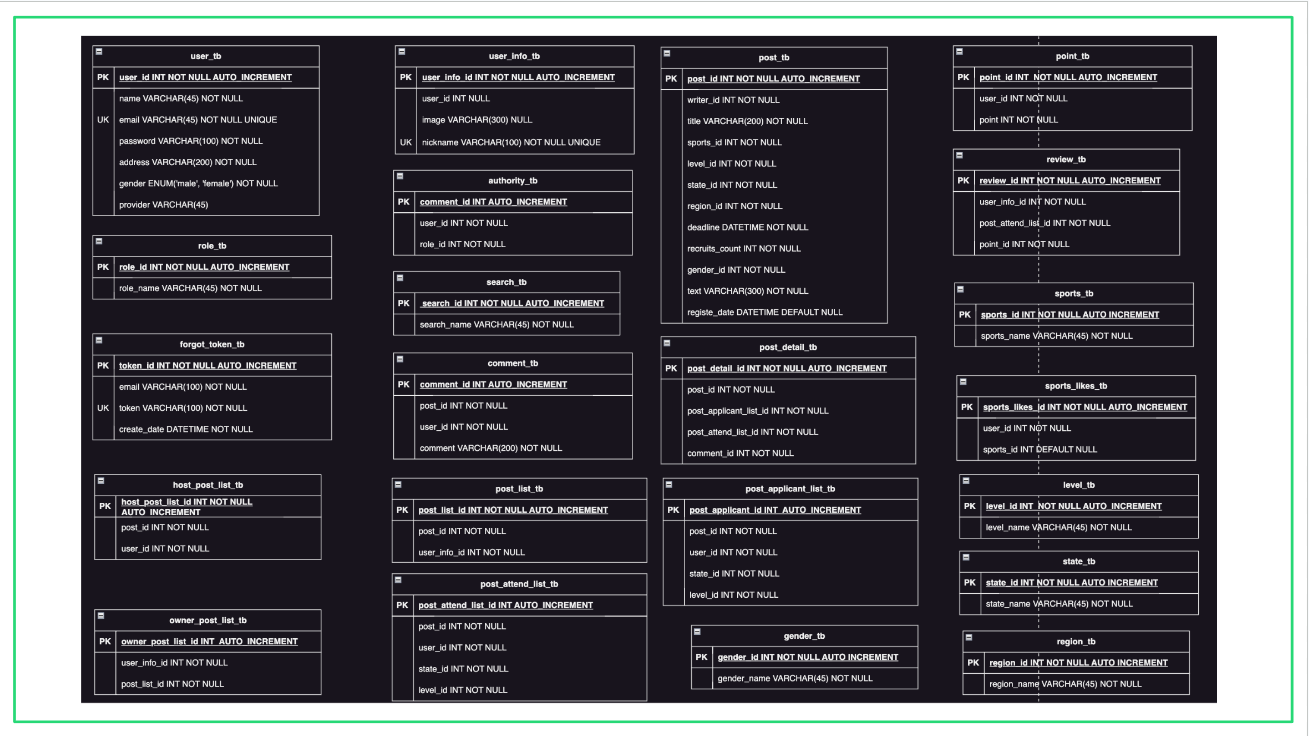 user_tb
PK user_id INT NOT NULL AUTO_INCREMENT
name VARCHAR(45) NOT NULL
UK email VARCHAR(45) NOT NULL UNIQUE
password VARCHAR(100) NOT NULL
address VARCHAR(200) NOT NULL
gender ENUM('male', 'female') NOT NULL
provider VARCHAR(45)
role_tb
PK role_id INT NOT NULL AUTO_INCREMENT
role_name VARCHAR(45) NOT NULL
forgot_token_tb
PK token_id INT NOT NULL AUTO_INCREMENT
email VARCHAR(100) NOT NULL
UK token VARCHAR(100) NOT NULL
create_date DATETIME NOT NULL
host_post_list_tb
PK host_post_list_id INT NOT NULL
AUTO_INCREMENT
post_id INT NOT NULL
user_id INT NOT NULL
owner_post_list_tb
PK owner_post_list_id INT AUTO_INCREMENT
user_info_id INT NOT NULL
post_list_id INT NOT NULL
user_info_tb
PK user_info_id INT NOT NULL AUTO_INCREMENT
user_id INT NULL
image VARCHAR(300) NULL
UK nickname VARCHAR(100) NOT NULL UNIQUE
authority_tb
PK comment_id INT AUTO_INCREMENT
user_id INT NOT NULL
role_id INT NOT NULL
search_tb
PK search_id INT NOT NULL AUTO_INCREMENT
search_name VARCHAR(45) NOT NULL
comment_tb
PK comment_id INT AUTO_INCREMENT
post_id INT NOT NULL
user_id INT NOT NULL
comment VARCHAR(200) NOT NULL
post_list_tb
PK post_list_id INT NOT NULL AUTO_INCREMENT
post_id INT NOT NULL
user_info_id INT NOT NULL
post_attend_list_tb
PK post_attend_list_id INT AUTO_INCREMENT
post_id INT NOT NULL
user_id INT NOT NULL
state_id INT NOT NULL
level_id INT NOT NULL
post_tb
PK post_id INT NOT NULL AUTO_INCREMENT
writer_id INT NOT NULL
title VARCHAR(200) NOT NULL
sports_id INT NOT NULL
level_id INT NOT NULL
state_id INT NOT NULL
region_id INT NOT NULL
deadline DATETIME NOT NULL
recruits_count INT NOT NULL
gender_id INT NOT NULL
text VARCHAR(300) NOT NULL
registe_date DATETIME DEFAULT NULL
post_detail_tb
PK post_detail_id INT NOT NULL AUTO_INCREMENT
post_id INT NOT NULL
post_applicant_list_id INT NOT NULL
post_attend_list_id INT NOT NULL
comment_id INT NOT NULL
post_applicant_list_tb
PK post_applicant_id INT AUTO_INCREMENT
post_id INT NOT NULL
user_id INT NOT NULL
state_id INT NOT NULL
level_id INT NOT NULL
gender_tb
PK gender_id INT NOT NULL AUTO_INCREMENT
gender_name VARCHAR(45) NOT NULL
point_tb
PK point_id INT NOT NULL AUTO_INCREMENT
user_id INT NOT NULL
point INT NOT NULL
review_tb
PK review_id INT NOT NULL AUTO_INCREMENT
user_info_id INT NOT NULL
post_attend_list_id INT NOT NULL
point_id INT NOT NULL
sports_tb
PK sports_id INT NOT NULL AUTO_INCREMENT
sports_name VARCHAR(45) NOT NULL
sports_likes_tb
PK sports_likes_id INT NOT NULL AUTO_INCREMENT
user_id INT NOT NULL
sports_id INT DEFAULT NULL
level_tb
PK level_id INT NOT NULL AUTO_INCREMENT
level_name VARCHAR(45) NOT NULL
state_tb
PK state_id INT NOT NULL AUTO_INCREMENT
state_name VARCHAR(45) NOT NULL
region_tb
PK region_id INT NOT NULL AUTO_INCREMENT
region_name VARCHAR(45) NOT NULL